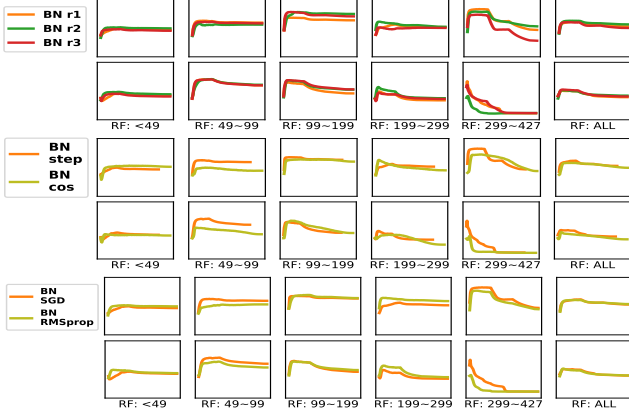 BN r1
BN r2
BN r3
RF: <49 RF: 49~99 RF: 99~199 RF: 199~299 RF: 299~427 RF: ALL
BN
step
BN
cos
RF: <49 RF: 49~99 RF: 99~199 RF: 199~299 RF: 299~427 RF: ALL
BN
SGD
BN
RMSprop
RF: <49 RF: 49~99 RF: 99~199 RF: 199~299 RF: 299~427 RF: ALL